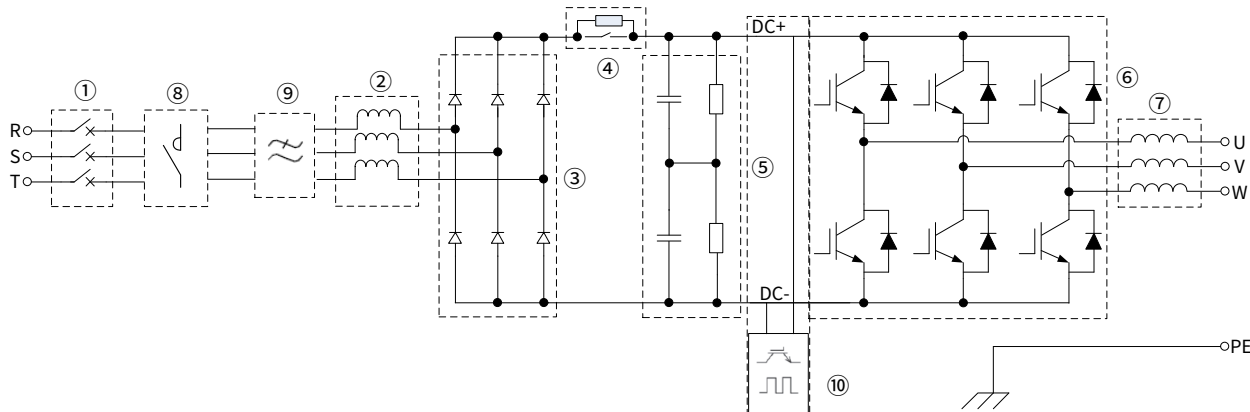 DC+
④
⑥
①
⑧
⑨
②
⑦
R
U
S
⑤
V
T
③
W
DC-
PE
⑩